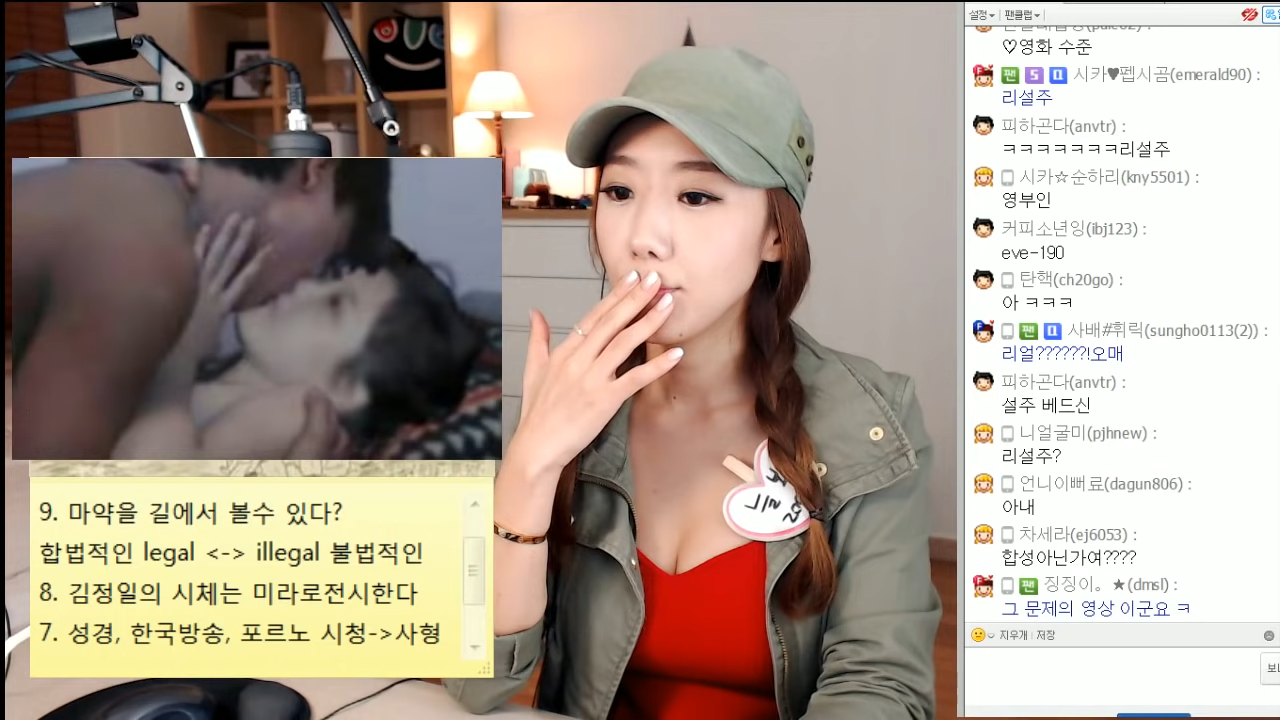 9. 마약을 길에서 볼수 있다?
합법적인 legal <-> illegal 불법적인
8. 김정일의 시체는 미라로전시한다
7. 성경, 한국방송, 포르노 시청->사형
설정 팬클럽
♡영화 수준
팬 S 시카♥펩시곰(emerald90) :
리설주
피하곤다(anvtr) :
ㅋㅋㅋㅋㅋㅋㅋ리설주
시카☆순하리(kny5501) :
영부인
커피소년잉(ibj123) :
eve-190
탄핵(ch20go) :
아 ㅋㅋㅋ
팬 사배#휘릭(sungho0113(2)) :
리얼??????!오매
피하곤다(anvtr) :
설주 베드신
니얼굴미(pjhnew) :
리설주?
언니이뻐료(dagun806) :
아내
차세라(ej6053) :
합성아닌가여????
팬 징징이。★(dmsl) :
그 문제의 영상 이군요 ㅋ
지우개 저장